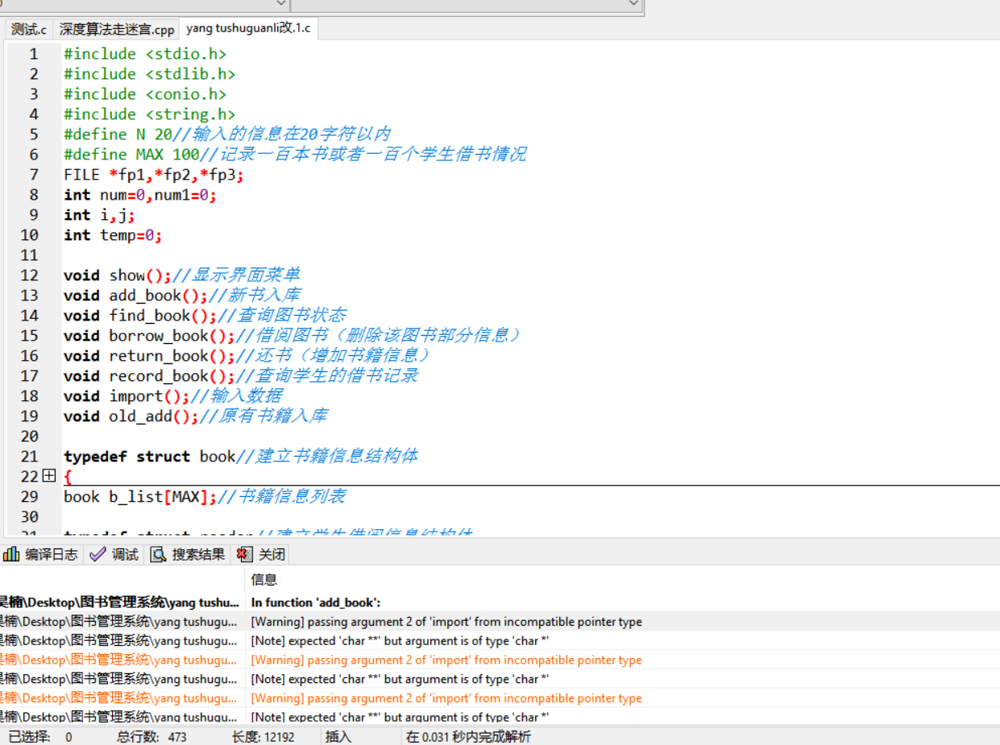 测试.c 深度算法走迷宫.cpp yang tushuguanli改.1.c
1 #include <stdio.h>
2 #include <stdlib.h>
3 #include <conio.h>
4 #include <string.h>
5 #define N 20//输入的信息在20字符以内
6 #define MAX 100//记录一百本书或者一百个学生借书情况
7 FILE *fp1,*fp2,*fp3;
8 int num=0,num1=0;
9 int i,j;
10 int temp=0;
11
12 void show();//显示界面菜单
13 void add_book();//新书入库
14 void find_book();//查询图书状态
15 void borrow_book();//借阅图书（删除该图书部分信息）
16 void return_book();//还书（增加书籍信息）
17 void record_book();//查询学生的借书记录
18 void import();//输入数据
19 void old_add();//原有书籍入库
20
21 typedef struct book//建立书籍信息结构体
22 {
29 book b_list[MAX];//书籍信息列表
30
31 typedef struct reader//建立学生借阅信息结构体
编译日志 调试 搜索结果 关闭
信息
昊楠\Desktop\图书管理系统\yang tushu... In function 'add_book':
昊楠\Desktop\图书管理系统\yang tushugu... [Warning] passing argument 2 of 'import' from incompatible pointer type
昊楠\Desktop\图书管理系统\yang tushugu... [Note] expected 'char **' but argument is of type 'char *'
昊楠\Desktop\图书管理系统\yang tushugu... [Warning] passing argument 2 of 'import' from incompatible pointer type
昊楠\Desktop\图书管理系统\yang tushugu... [Note] expected 'char **' but argument is of type 'char *'
昊楠\Desktop\图书管理系统\yang tushugu... [Warning] passing argument 2 of 'import' from incompatible pointer type
昊楠\Desktop\图书管理系统\yang tushugu... [Note] expected 'char **' but argument is of type 'char *'
已选择: 0 总行数: 473 长度: 12192 插入 在 0.031 秒内完成解析